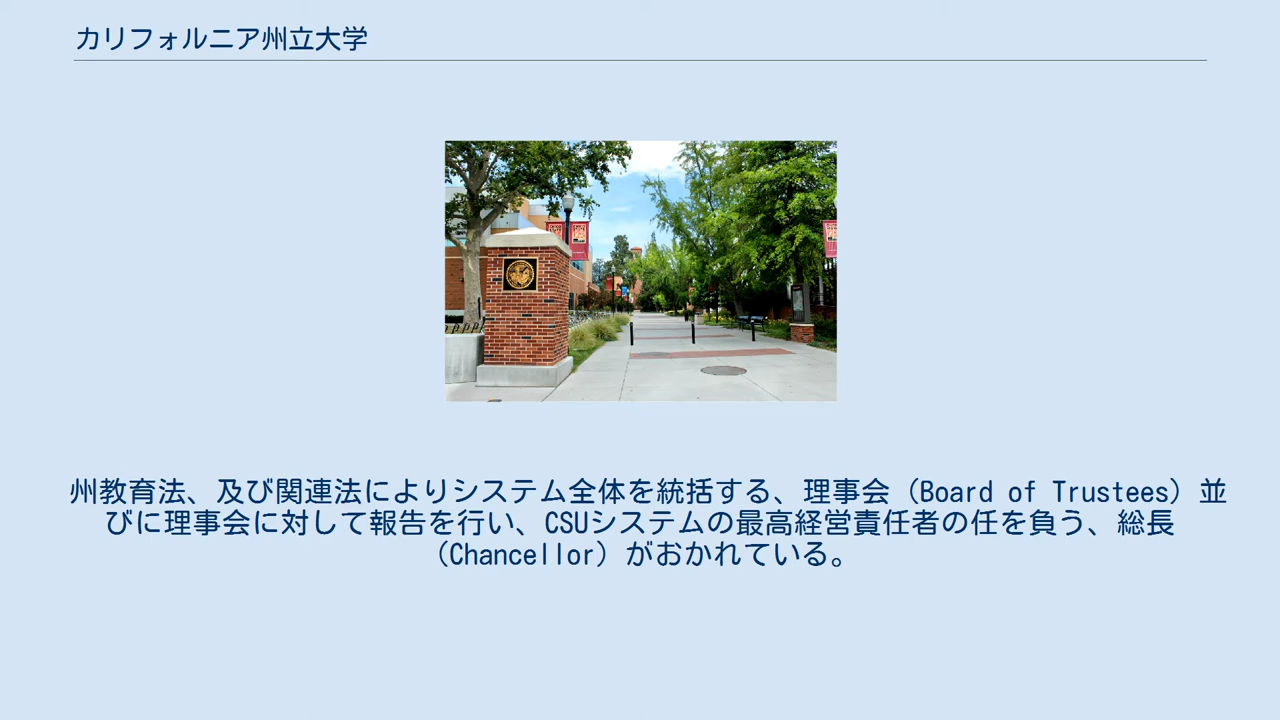 カリフォルニア州立大学
州教育法、及び関連法によりシステム全体を統括する、理事会（Board of Trustees）並
びに理事会に対して報告を行い、CSUシステムの最高経営責任者の任を負う、総長
（Chancellor）がおかれている。